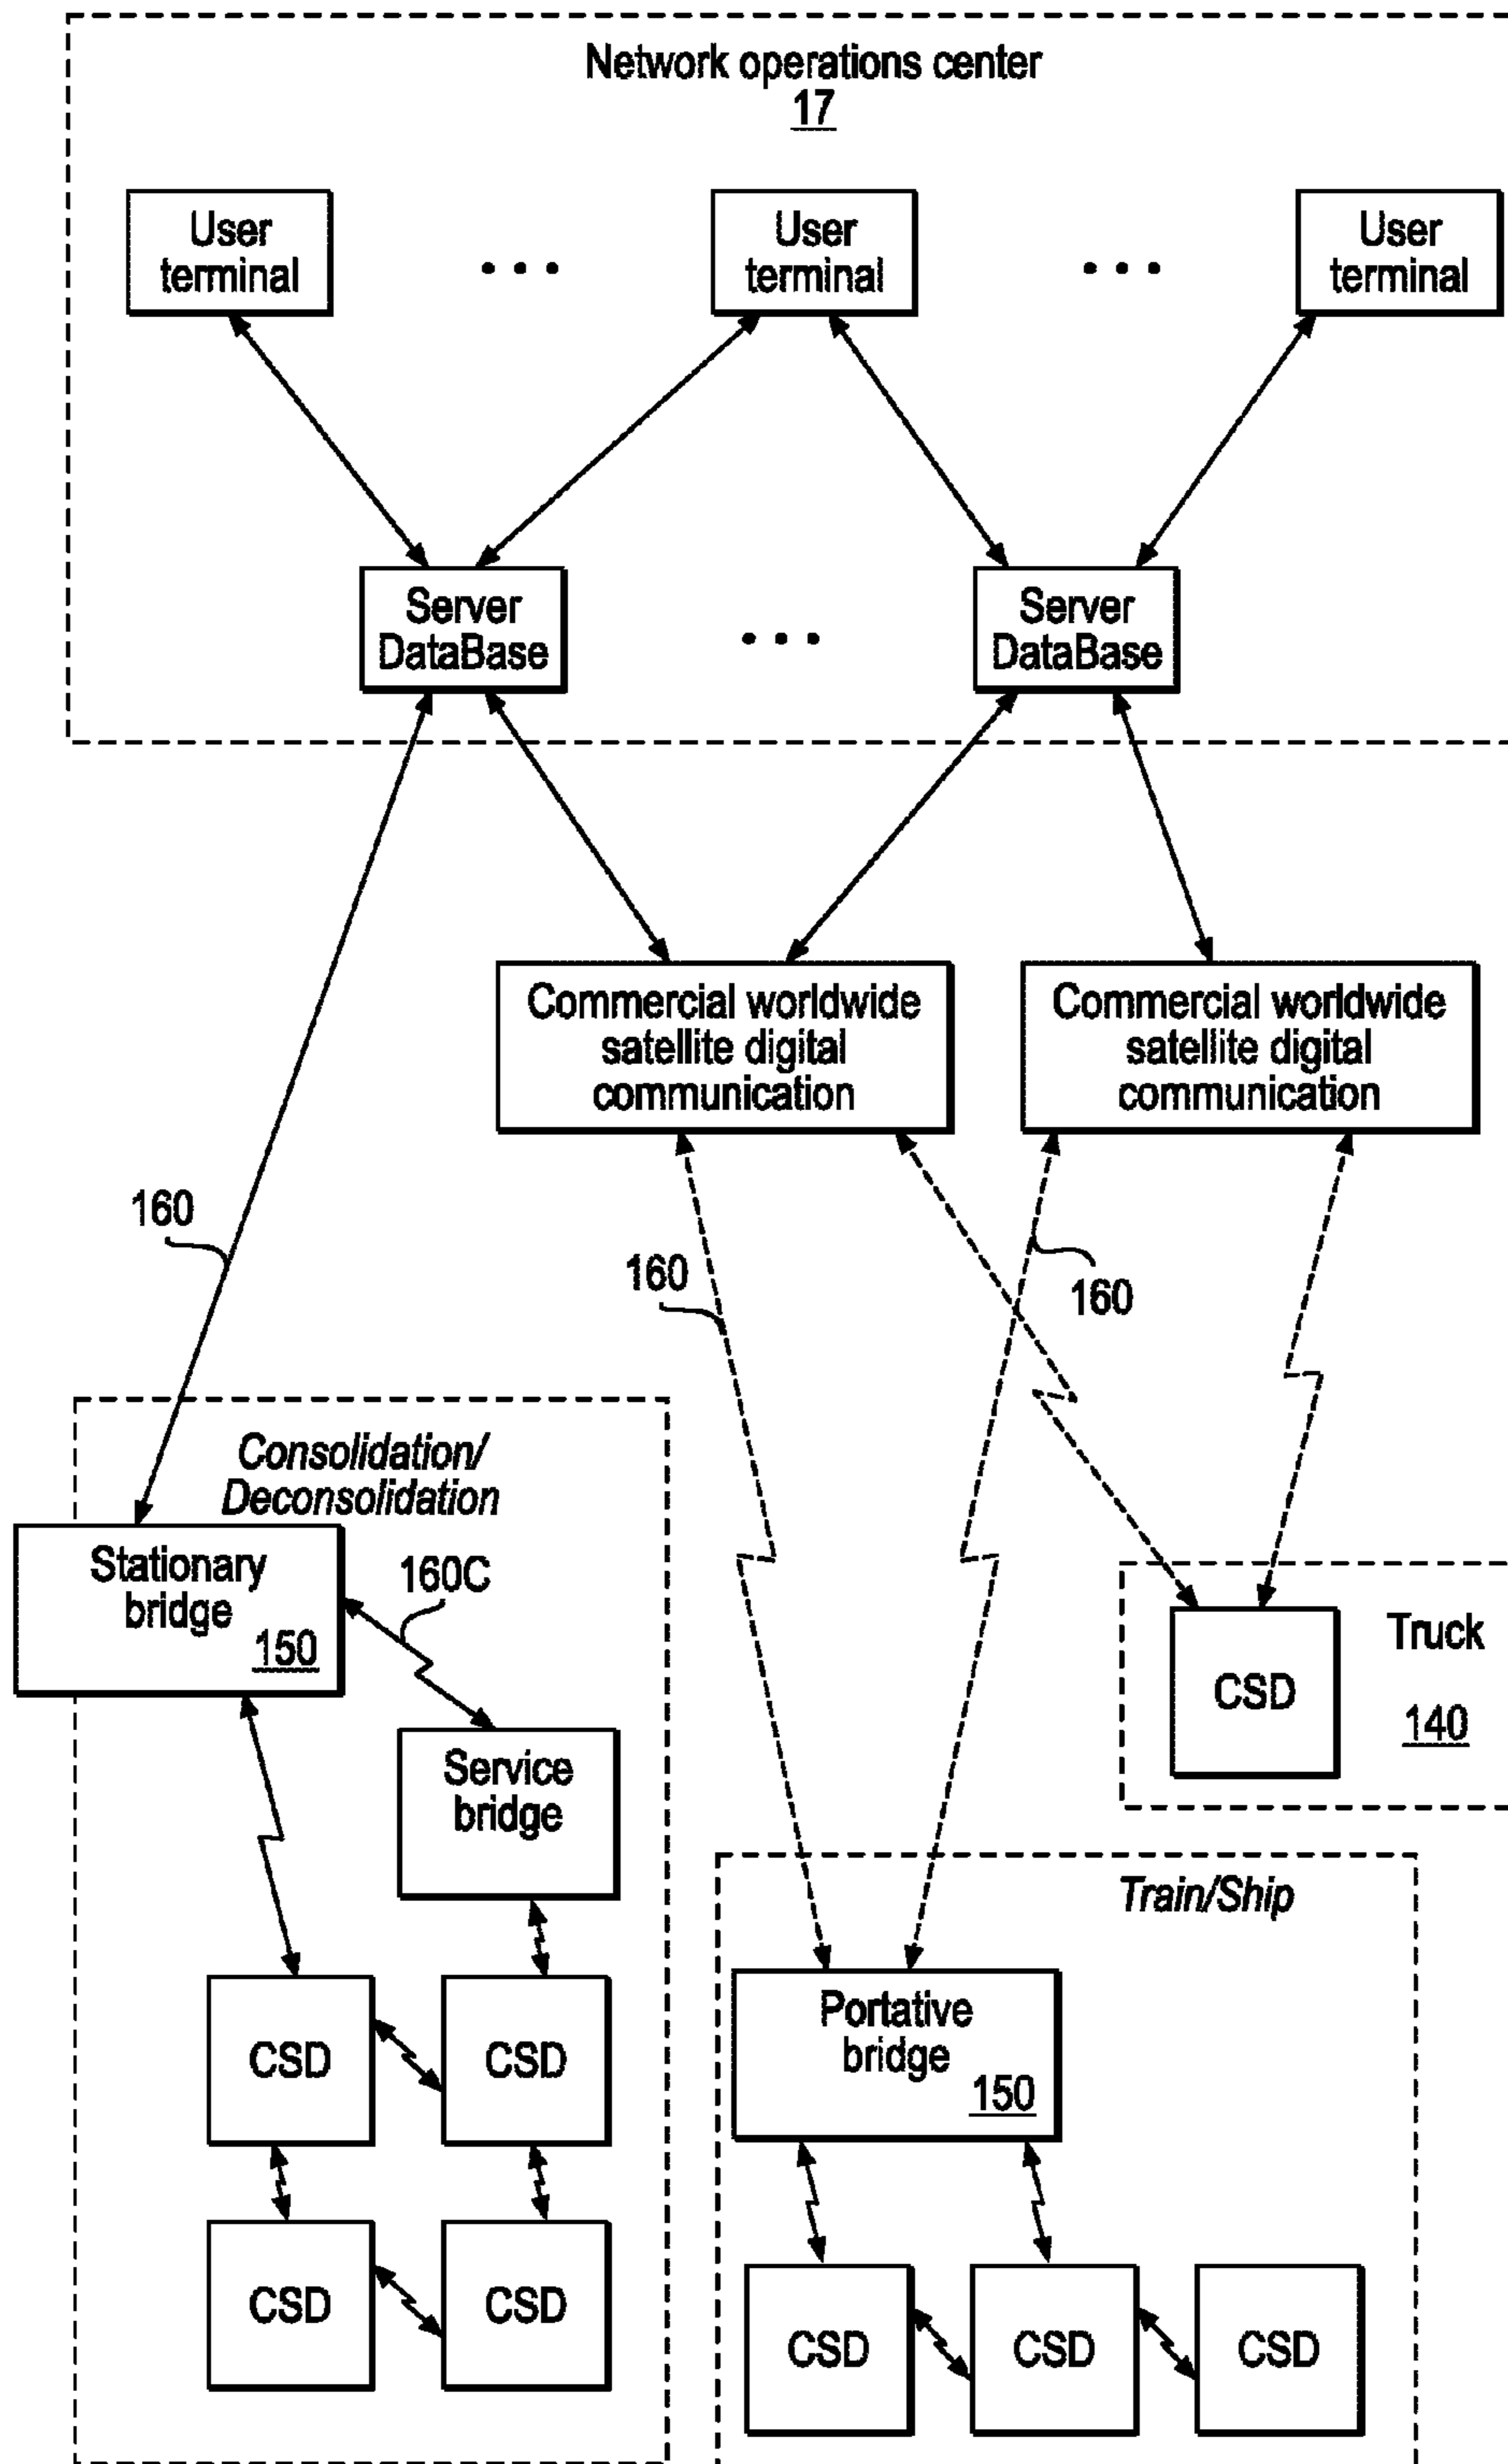 Network operations center
17
User
terminal
. . .
User
terminal
. . .
User
terminal
Server
DataBase
. . .
Server
DataBase
Commercial worldwide
satellite digital
communication
Commercial worldwide
satellite digital
communication
160
160
160
Consolidation/
Deconsolidation
Stationary
bridge
150
160C
Service
bridge
Truck
CSD
140
Train/Ship
Portative
bridge
150
CSD
CSD
CSD
CSD
CSD
CSD
CSD